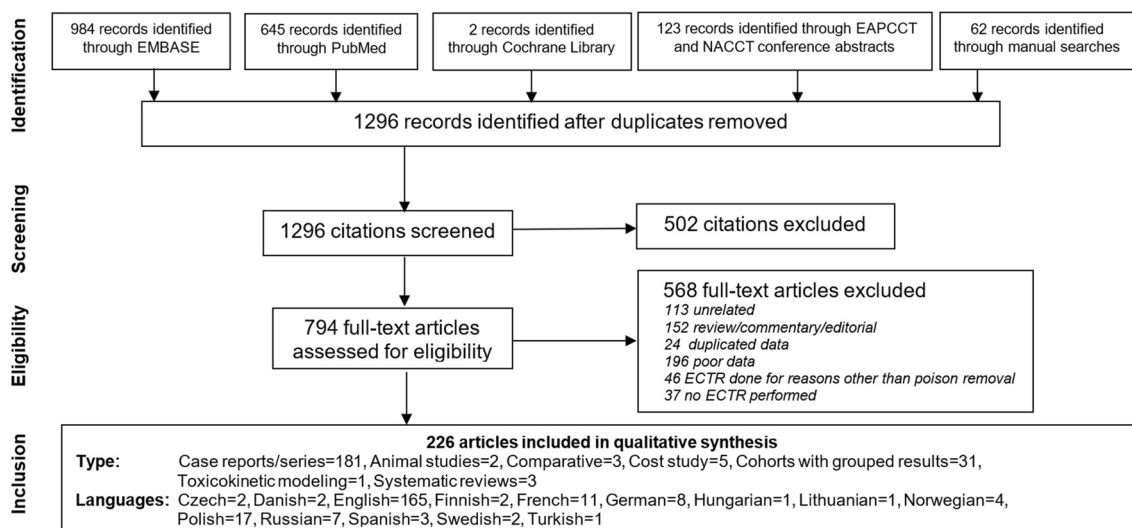 Identification
984 records identified
through EMBASE
645 records identified
through PubMed
2 records identified
through Cochrane Library
123 records identified through EAPCCT
and NACCT conference abstracts
62 records identified
through manual searches
1296 records identified after duplicates removed
Screening
1296 citations screened
502 citations excluded
Eligibility
794 full-text articles
assessed for eligibility
568 full-text articles excluded
113 unrelated
152 review/commentary/editorial
24 duplicated data
196 poor data
46 ECTR done for reasons other than poison removal
37 no ECTR performed
Inclusion
226 articles included in qualitative synthesis
Type: Case reports/series=181, Animal studies=2, Comparative=3, Cost study=5, Cohorts with grouped results=31,
Toxicokinetic modeling=1, Systematic reviews=3
Languages: Czech=2, Danish=2, English=165, Finnish=2, French=11, German=8, Hungarian=1, Lithuanian=1, Norwegian=4,
Polish=17, Russian=7, Spanish=3, Swedish=2, Turkish=1